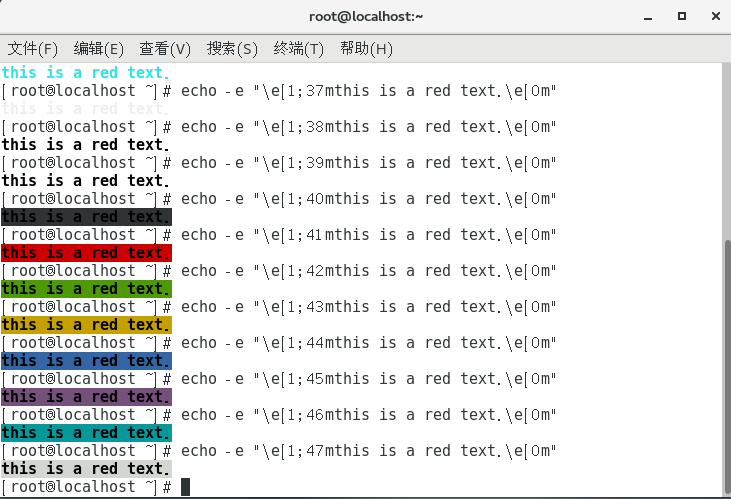 root@localhost:~
文件(F) 编辑(E) 查看(V) 搜索(S) 终端(T) 帮助(H)
this is a red text.
[root@localhost ~]# echo -e "\e[1;37mthis is a red text.\e[0m"
this is a red text.
[root@localhost ~]# echo -e "\e[1;38mthis is a red text.\e[0m"
this is a red text.
[root@localhost ~]# echo -e "\e[1;39mthis is a red text.\e[0m"
this is a red text.
[root@localhost ~]# echo -e "\e[1;40mthis is a red text.\e[0m"
this is a red text.
[root@localhost ~]# echo -e "\e[1;41mthis is a red text.\e[0m"
this is a red text.
[root@localhost ~]# echo -e "\e[1;42mthis is a red text.\e[0m"
this is a red text.
[root@localhost ~]# echo -e "\e[1;43mthis is a red text.\e[0m"
this is a red text.
[root@localhost ~]# echo -e "\e[1;44mthis is a red text.\e[0m"
this is a red text.
[root@localhost ~]# echo -e "\e[1;45mthis is a red text.\e[0m"
this is a red text.
[root@localhost ~]# echo -e "\e[1;46mthis is a red text.\e[0m"
this is a red text.
[root@localhost ~]# echo -e "\e[1;47mthis is a red text.\e[0m"
this is a red text.
[root@localhost ~]#